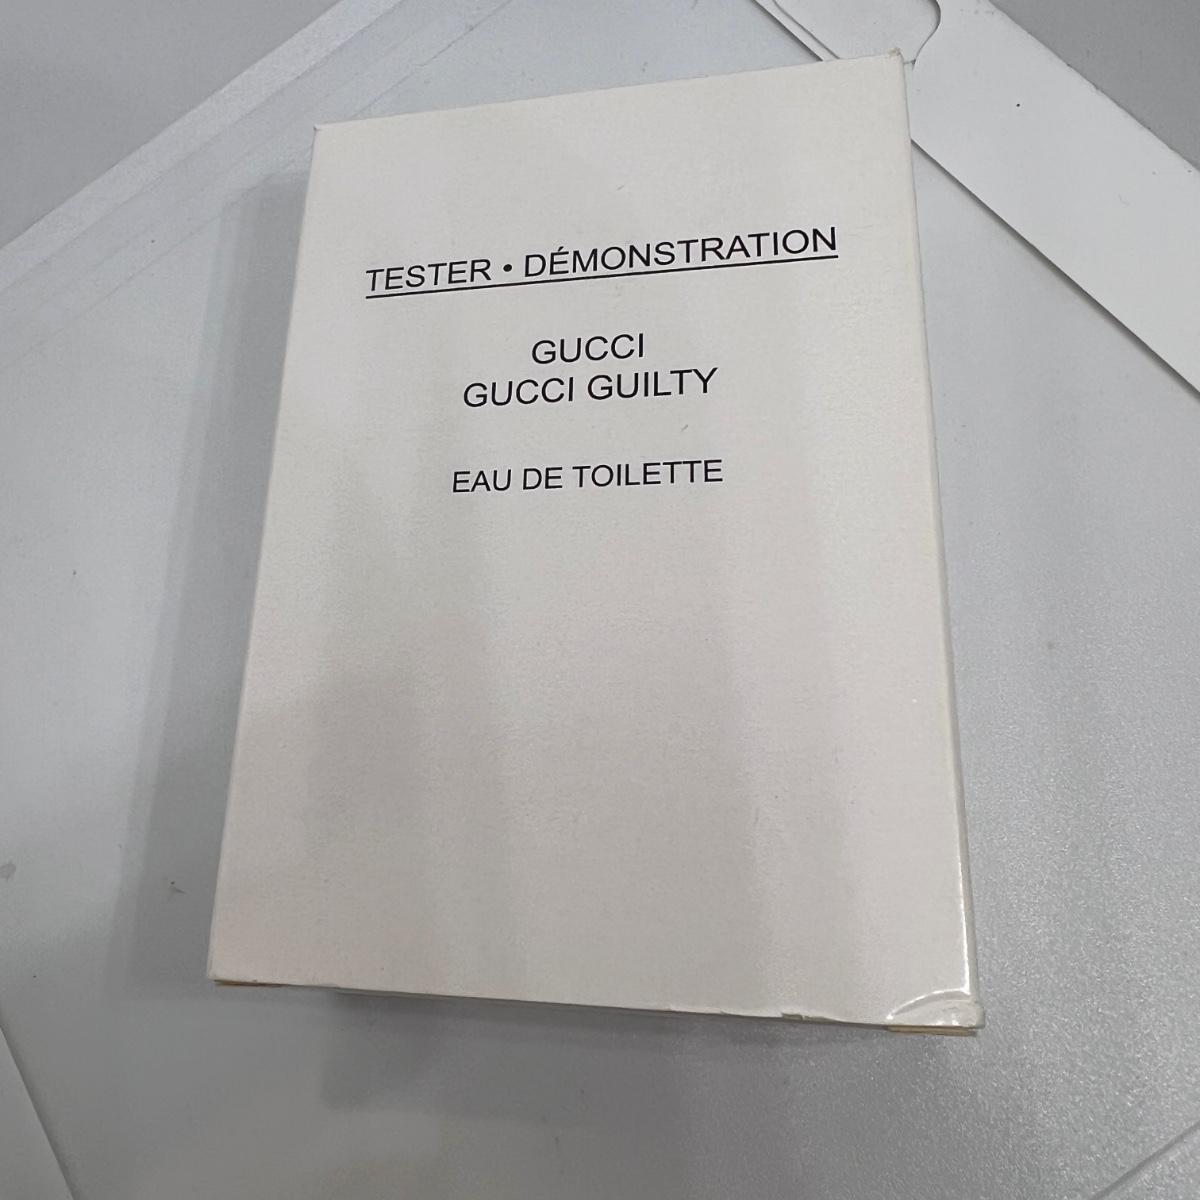 TESTER • DÉMONSTRATION
GUCCI
GUCCI GUILTY
EAU DE TOILETTE